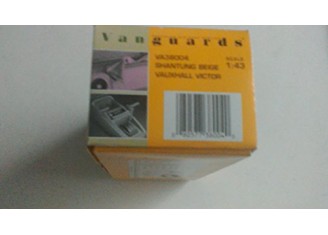 Vanguards
VA38004
SHANTUNG BEIGE
VAUXHALL VICTOR
SCALE
1:43